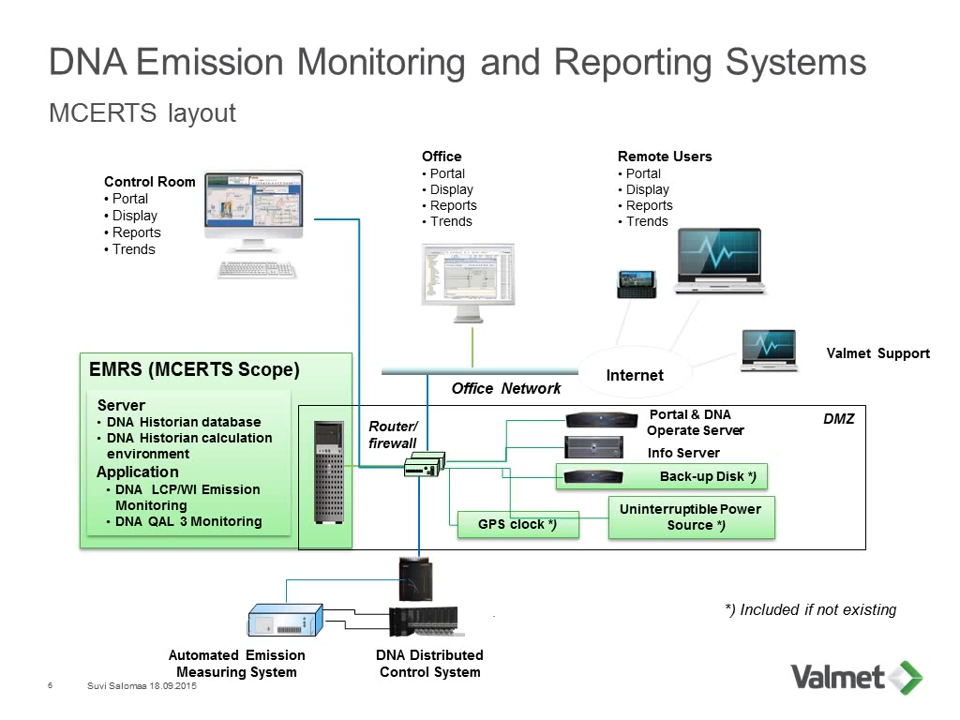 DNA Emission Monitoring and Reporting Systems
MCERTS layout
Control Room
• Portal
• Display
• Reports
• Trends
Office
• Portal
• Display
• Reports
• Trends
Remote Users
• Portal
• Display
• Reports
• Trends
Valmet Support
Internet
Office Network
EMRS (MCERTS Scope)
Server
• DNA Historian database
• DNA Historian calculation
environment
Application
• DNA LCP/WI Emission
Monitoring
• DNA QAL 3 Monitoring
Router/
firewall
Portal & DNA
Operate Server
DMZ
Info Server
Back-up Disk *)
Uninterruptible Power
Source *)
GPS clock *)
*) Included if not existing
Automated Emission
Measuring System
DNA Distributed
Control System
6
Suvi Salomaa 18.09.2015
Valmet